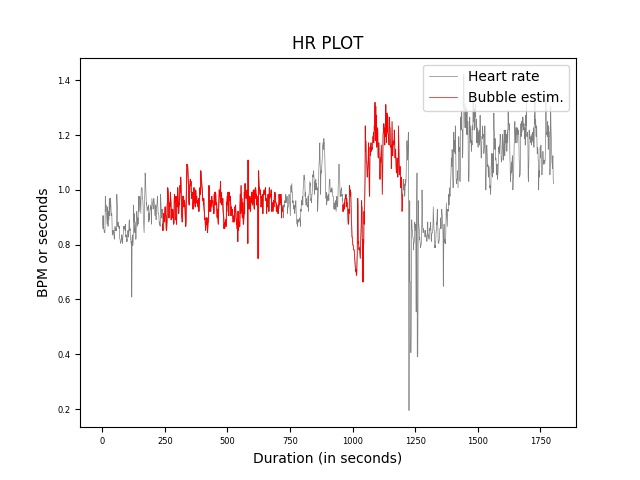 HR PLOT
Heart rate
Bubble estim.
BPM or seconds
1.4
1.2
1.0
0.8
0.6
0.4
0.2
0 250 500 750 1000 1250 1500 1750
Duration (in seconds)